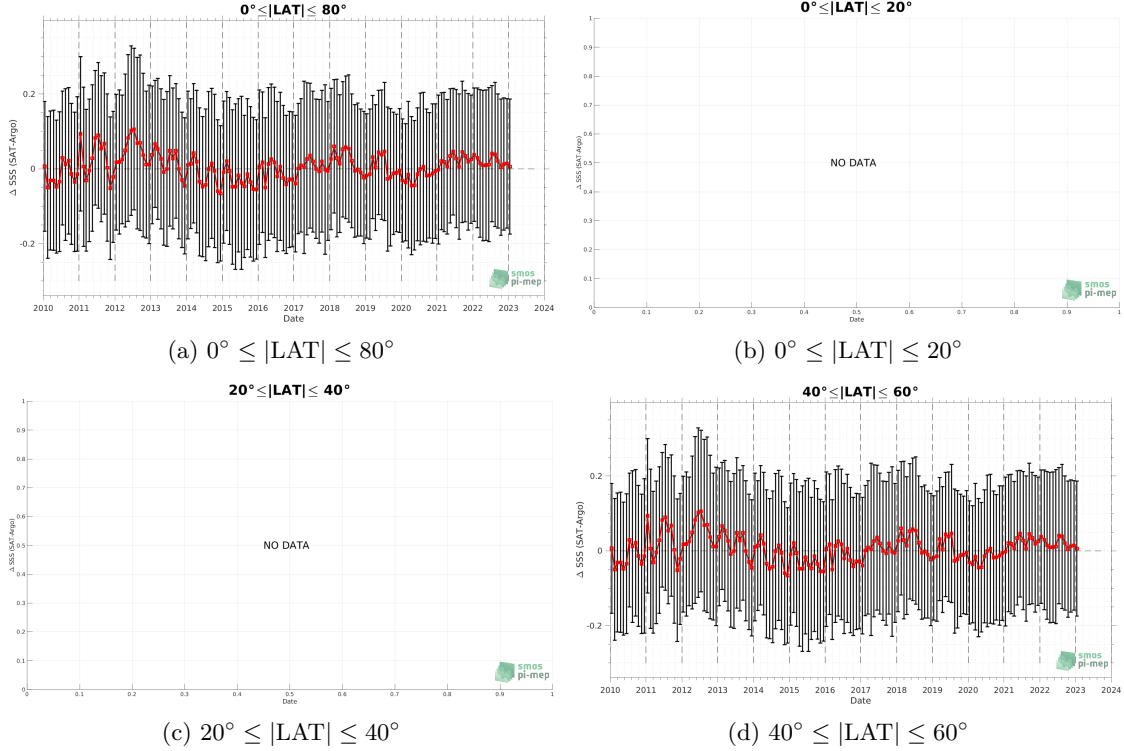 0°≤|LAT|≤ 80°
Δ SSS (SAT-Argo)
0.2
0
-0.2
2010 2011 2012 2013 2014 2015 2016 2017 2018 2019 2020 2021 2022 2023 2024
Date
smos
pi-mep
(a) 0° ≤ |LAT| ≤ 80°
0°≤|LAT|≤ 20°
Δ SSS (SAT-Argo)
1
0.9
0.8
0.7
0.6
0.5
0.4
0.3
0.2
0.1
0
NO DATA
0 0.1 0.2 0.3 0.4 0.5 0.6 0.7 0.8 0.9 1
Date
smos
pi-mep
(b) 0° ≤ |LAT| ≤ 20°
20°≤|LAT|≤ 40°
Δ SSS (SAT-Argo)
1
0.9
0.8
0.7
0.6
0.5
0.4
0.3
0.2
0.1
0
NO DATA
0 0.1 0.2 0.3 0.4 0.5 0.6 0.7 0.8 0.9 1
Date
smos
pi-mep
(c) 20° ≤ |LAT| ≤ 40°
40°≤|LAT|≤ 60°
Δ SSS (SAT-Argo)
0.2
0
-0.2
2010 2011 2012 2013 2014 2015 2016 2017 2018 2019 2020 2021 2022 2023 2024
Date
smos
pi-mep
(d) 40° ≤ |LAT| ≤ 60°